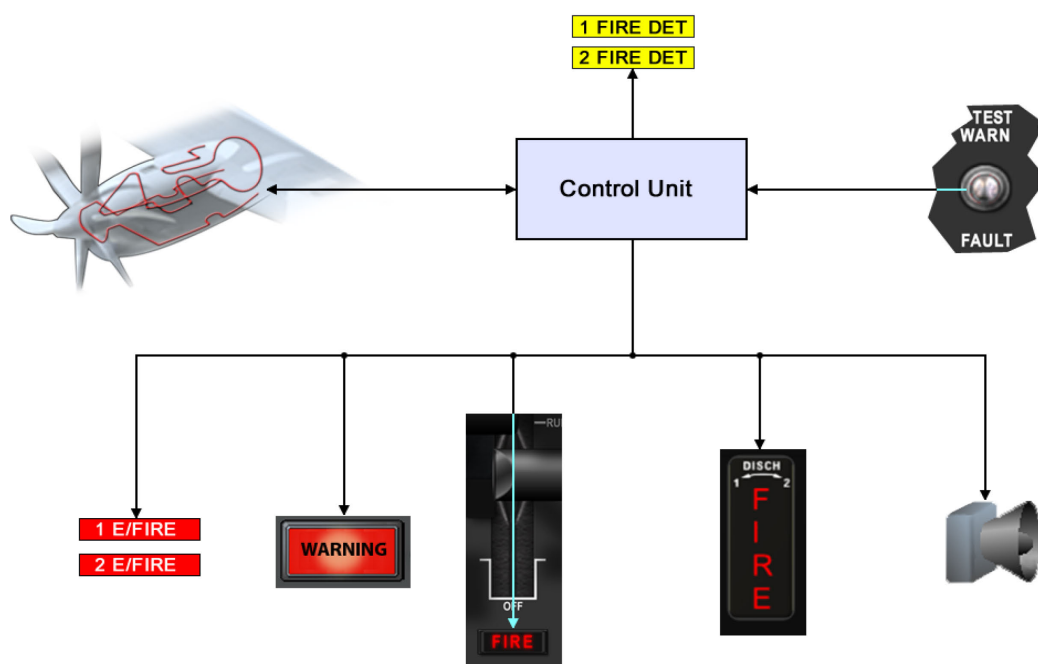 1 FIRE DET
2 FIRE DET
TEST
WARN
FAULT
Control Unit
1 E/FIRE
2 E/FIRE
WARNING
OFF
FIRE
DISCH
1 2
F
I
R
E